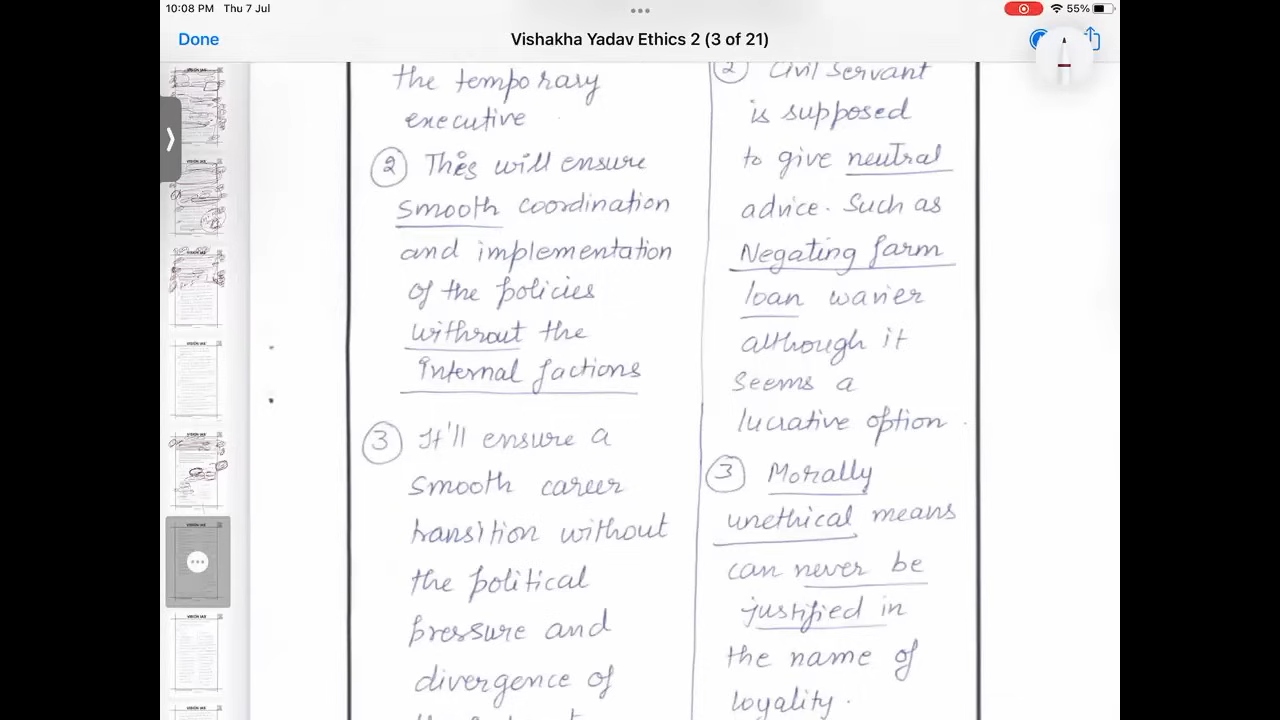 10:08 PM Thu 7 Jul
55%
Done
Vishakha Yadav Ethics 2 (3 of 21)
the temporary
executive
② This will ensure
smooth coordination
and implementation
of the policies
without the
internal factions
③ It'll ensure a
smooth career
transition without
the political
pressure and
divergence of
② Civil servant
is supposed
to give neutral
advice. Such as
Negating farm
loan wavier
although it
seems a
lucrative option.
③ Morally
unethical means
can never be
justified in
the name of
loyality.